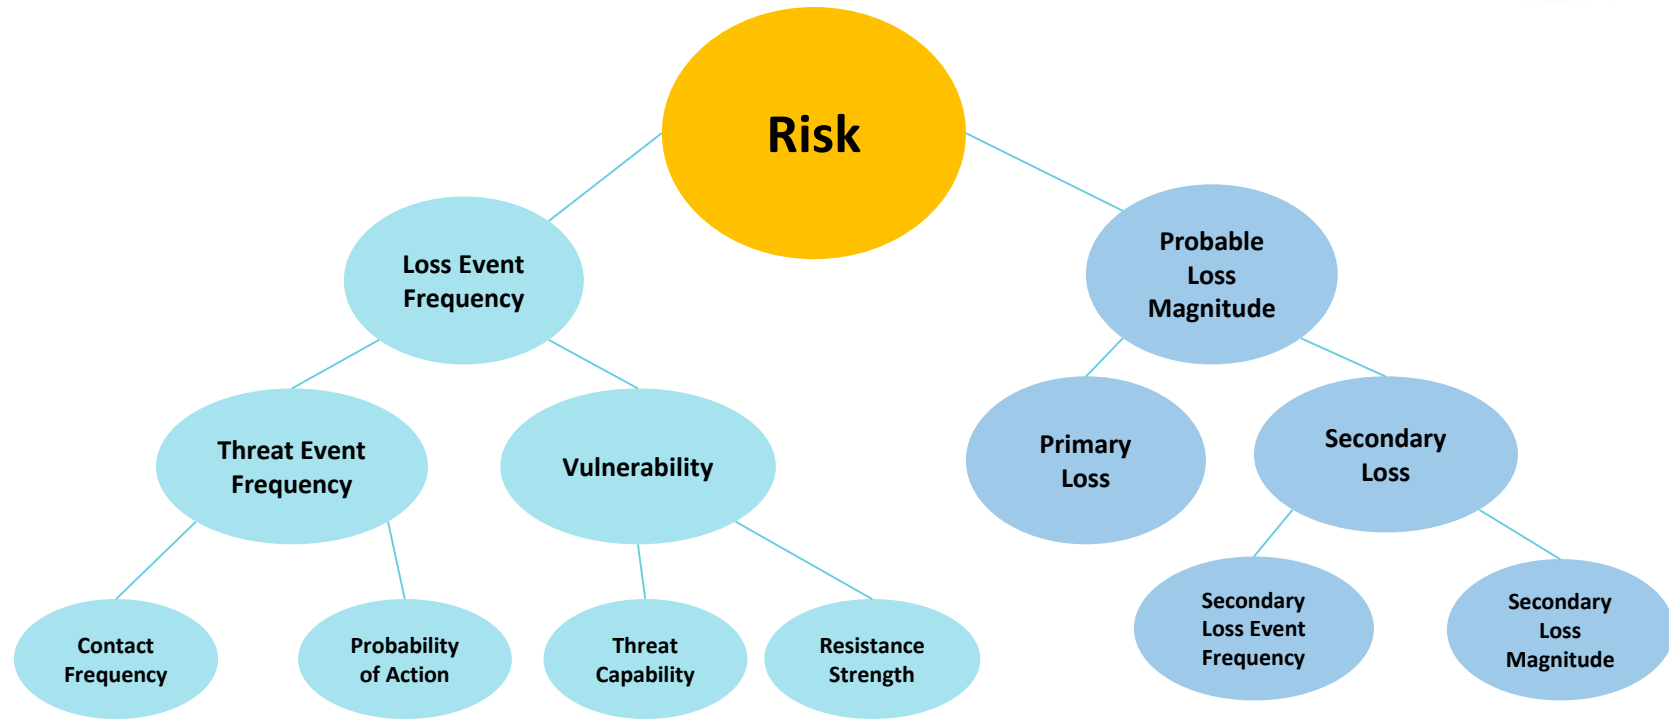 Risk
Loss Event
Frequency
Probable
Loss
Magnitude
Threat Event
Frequency
Vulnerability
Primary
Loss
Secondary
Loss
Contact
Frequency
Probability
of Action
Threat
Capability
Resistance
Strength
Secondary
Loss Event
Frequency
Secondary
Loss
Magnitude